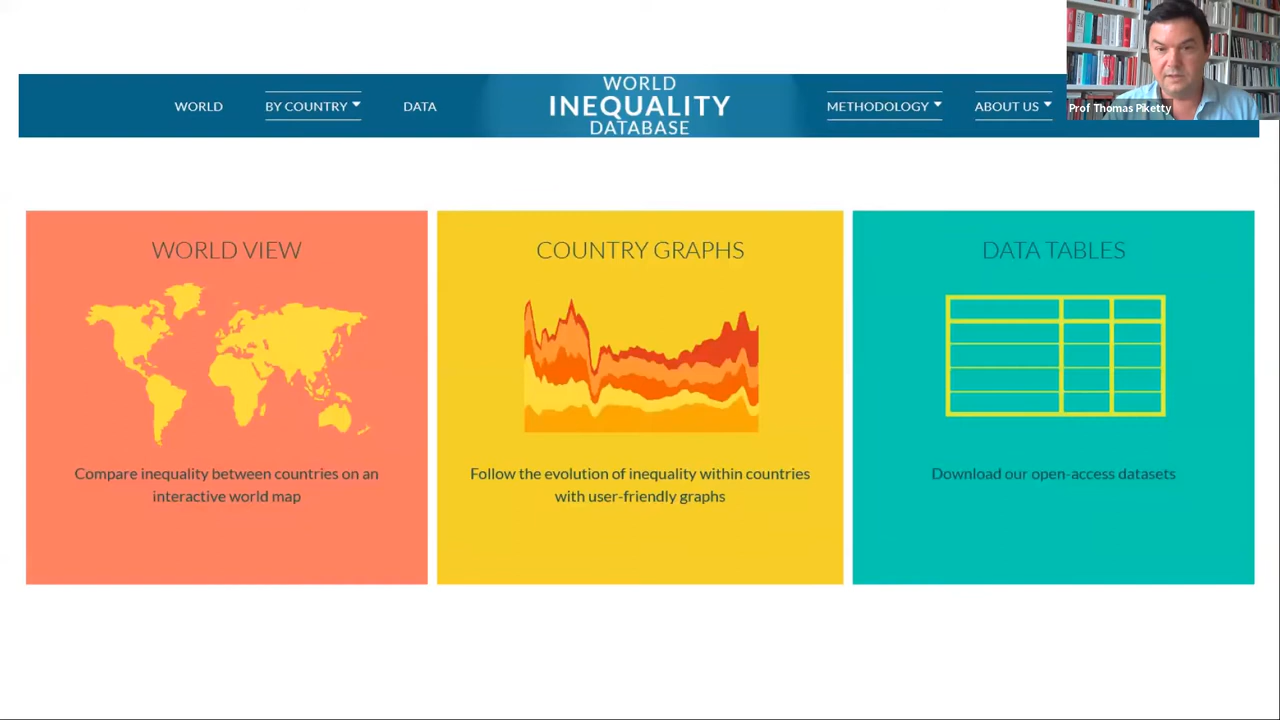 Prof Thomas Piketty
WORLD
BY COUNTRY
DATA
WORLD
INEQUALITY
DATABASE
METHODOLOGY
ABOUT US
WORLD VIEW
Compare inequality between countries on an
interactive world map
COUNTRY GRAPHS
Follow the evolution of inequality within countries
with user-friendly graphs
DATA TABLES
Download our open-access datasets